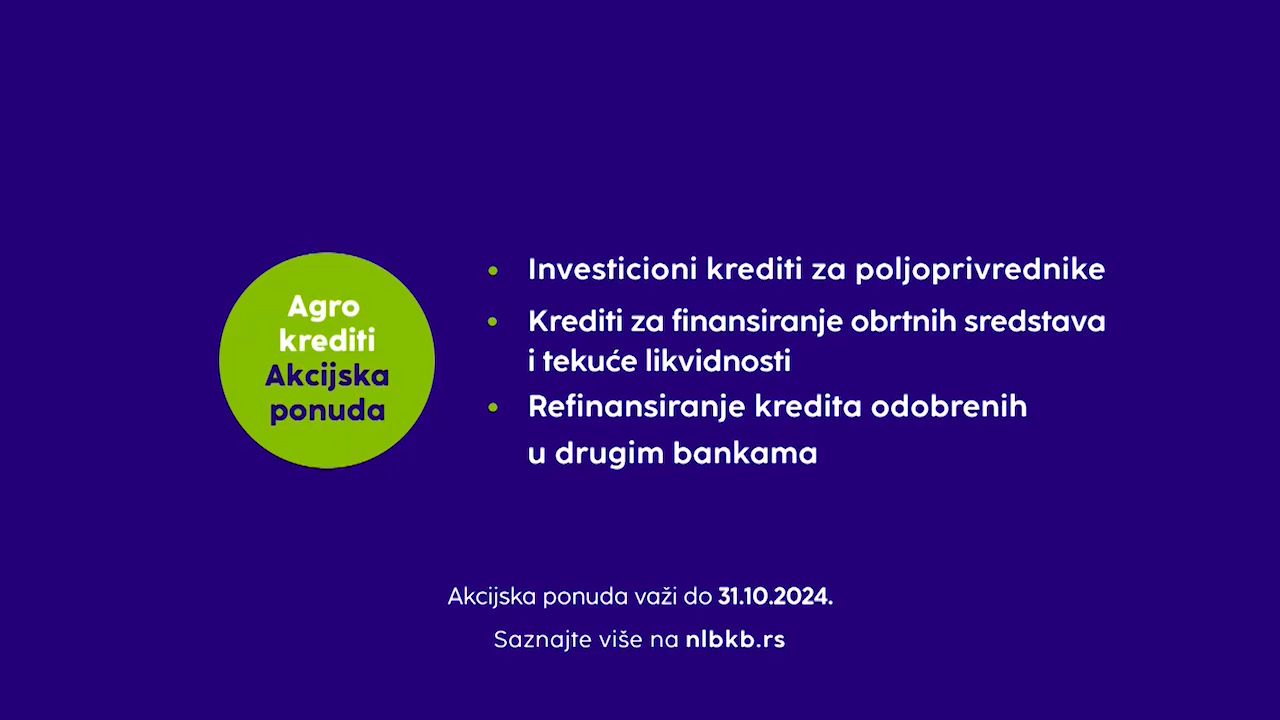 Agro
krediti
Akcijska
ponuda
• Investicioni krediti za poljoprivrednike
• Krediti za finansiranje obrtnih sredstava
i tekuće likvidnosti
• Refinansiranje kredita odobrenih
u drugim bankama
Akcijska ponuda važi do 31.10.2024.
Saznajte više na nlbkb.rs